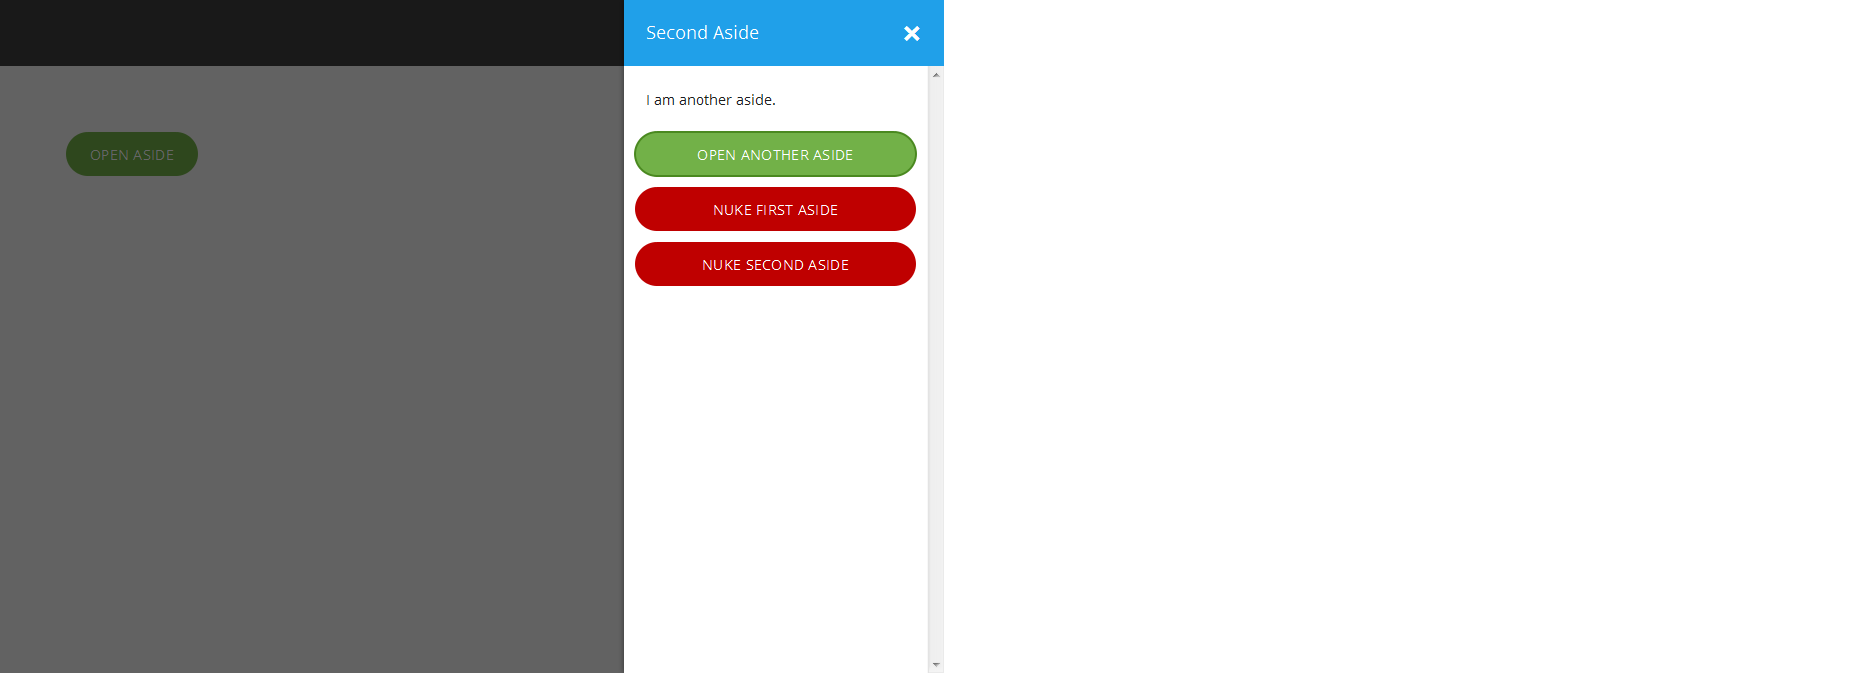 Second Aside
I am another aside.
OPEN ASIDE
OPEN ANOTHER ASIDE
NUKE FIRST ASIDE
NUKE SECOND ASIDE